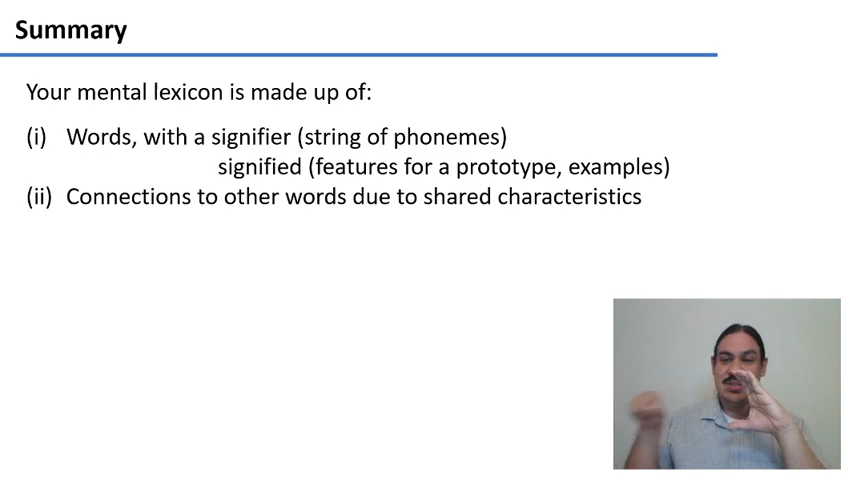 Summary
Your mental lexicon is made up of:
(i) Words, with a signifier (string of phonemes)
signified (features for a prototype, examples)
(ii) Connections to other words due to shared characteristics